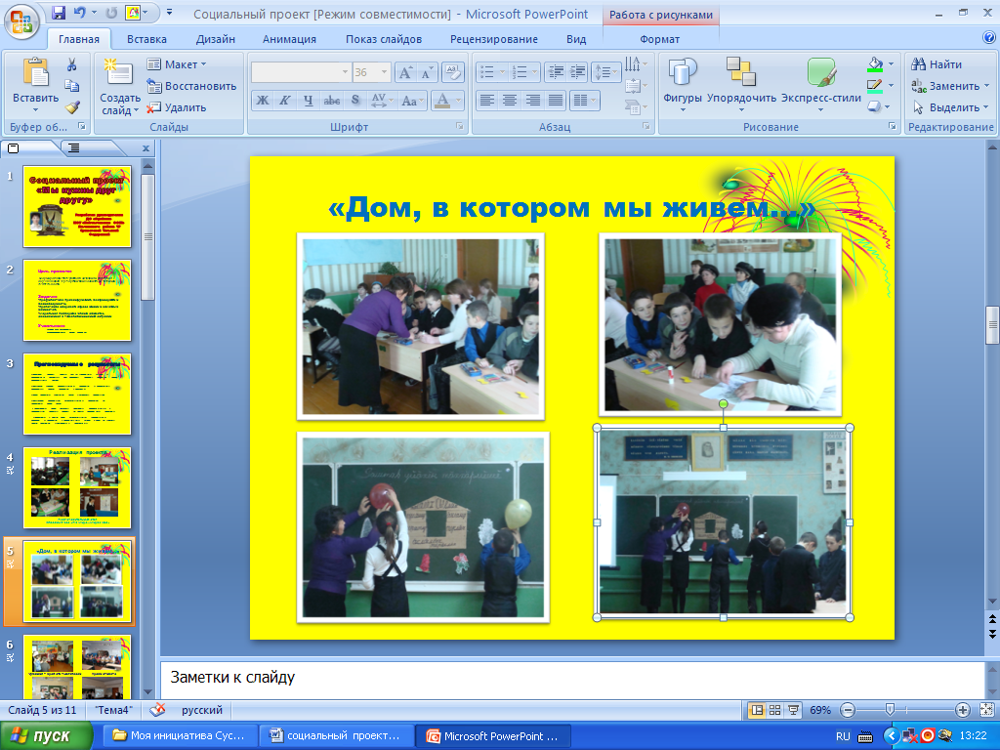 Социальный проект [Режим совместимости] - Microsoft PowerPoint
Работа с рисунками
Главная Вставка Дизайн Анимация Показ слайдов Рецензирование Вид Формат
Вставить
Буфер об...
Создать слайд
Макет
Восстановить
Удалить
Слайды
36
Ж К Ч abc S AV Aa A
Шрифт
Абзац
Фигуры Упорядочить Экспресс-стили
Рисование
Найти
Заменить
Выделить
Редактирование
1
Социальный проект
«Мы нужны друг
другу»
2
3
4
Реализация проекта
5
«Дом, в котором мы живем...»
6
«Дом, в котором мы живем...»
Заметки к слайду
Слайд 5 из 11 "Тема4" русский 69%
пуск Моя инициатива Сус... социальный проект... Microsoft PowerPoint ... RU 13:22